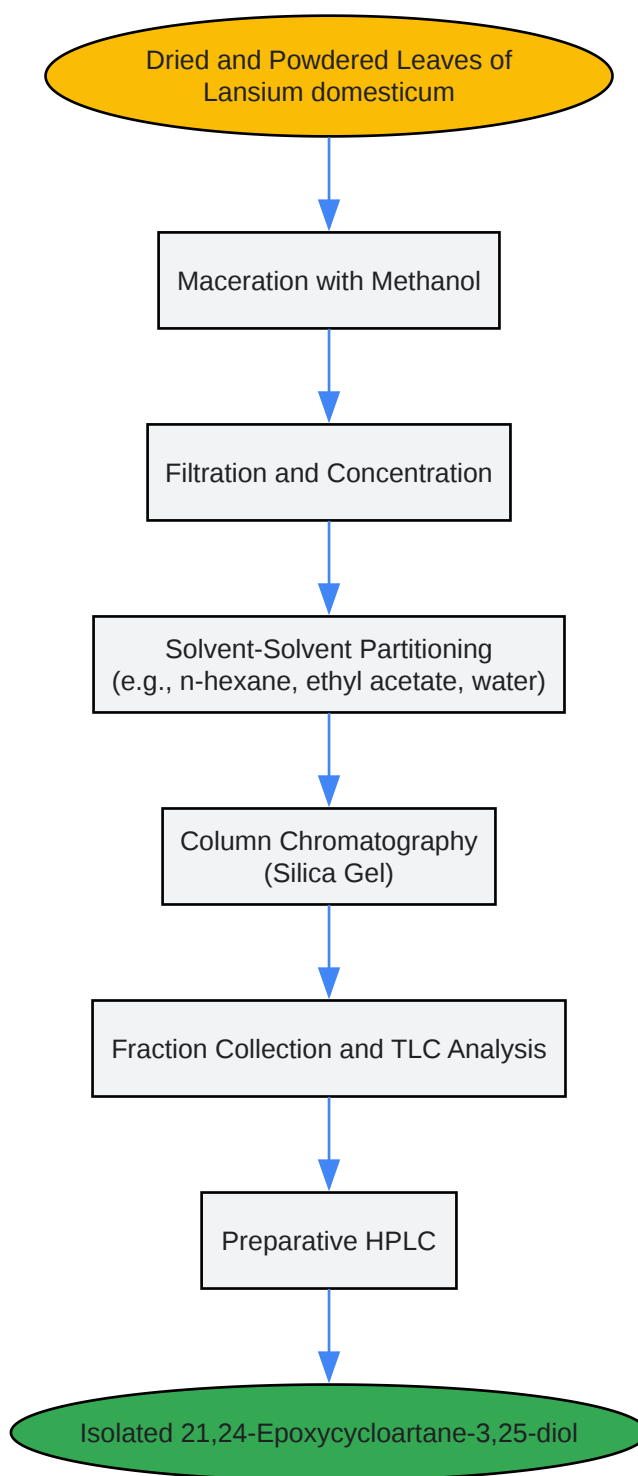 Dried and Powdered Leaves of
Lansium domesticum
Maceration with Methanol
Filtration and Concentration
Solvent-Solvent Partitioning
(e.g., n-hexane, ethyl acetate, water)
Column Chromatography
(Silica Gel)
Fraction Collection and TLC Analysis
Preparative HPLC
Isolated 21,24-Epoxycycloartane-3,25-diol